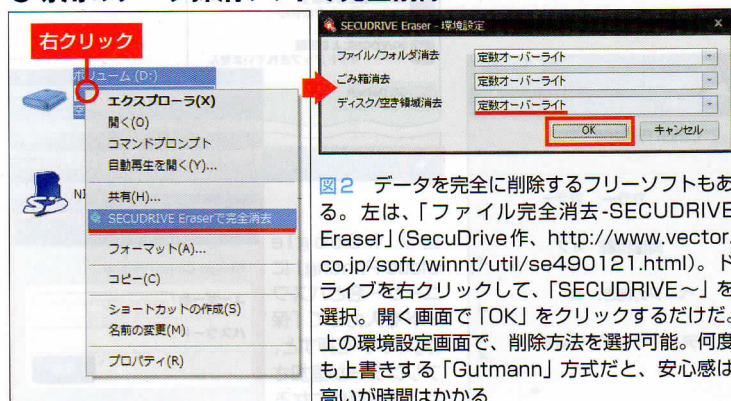 右クリック
ボリューム (D:)
エクスプローラ(X)
開く(O)
コマンドプロンプト
自動再生を開く(Y)...
共有(H)...
SECUDRIVE Eraserで完全消去
フォーマット(A)...
コピー(C)
ショートカットの作成(S)
名前の変更(M)
プロパティ(R)
SECUDRIVE Eraser - 環境設定
ファイル/フォルダ消去 定数オーバーライト
ごみ箱消去 定数オーバーライト
ディスク/空き領域消去 定数オーバーライト
OK キャンセル
図2 データを完全に削除するフリーソフトもあ
る。左は、「ファイル完全消去-SECUDRIVE
Eraser」(SecuDrive作、http://www.vector.
co.jp/soft/winnt/util/se490121.html)。ド
ライブを右クリックして、「SECUDRIVE～」を
選択。開く画面で「OK」をクリックするだけだ。
上の環境設定画面で、削除方法を選択可能。何度
も上書きする「Gutmann」方式だと、安心感は
高いが時間はかかる